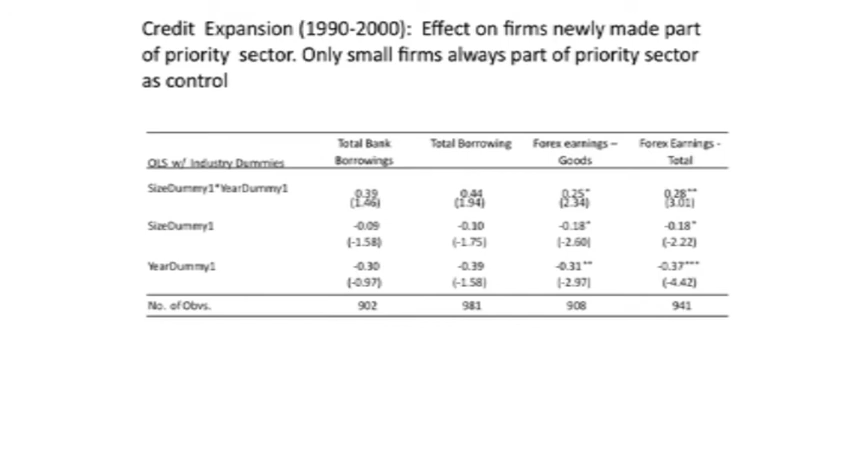 Credit Expansion (1990-2000): Effect on firms newly made part
of priority sector. Only small firms always part of priority sector
as control
OLS w/ Industry Dummies Total Bank Borrowings Total Borrowing Forex earnings – Goods Forex Earnings - Total
SizeDummy1*YearDummy1 0.39 0.44 0.25* 0.28**
(1.46) (1.94) (2.34) (3.01)
SizeDummy1 -0.09 -0.10 -0.18* -0.18*
(-1.58) (-1.75) (-2.60) (-2.22)
YearDummy1 -0.30 -0.39 -0.31** -0.37***
(-0.97) (-1.58) (-2.97) (-4.42)
No. of Obvs. 902 981 908 941